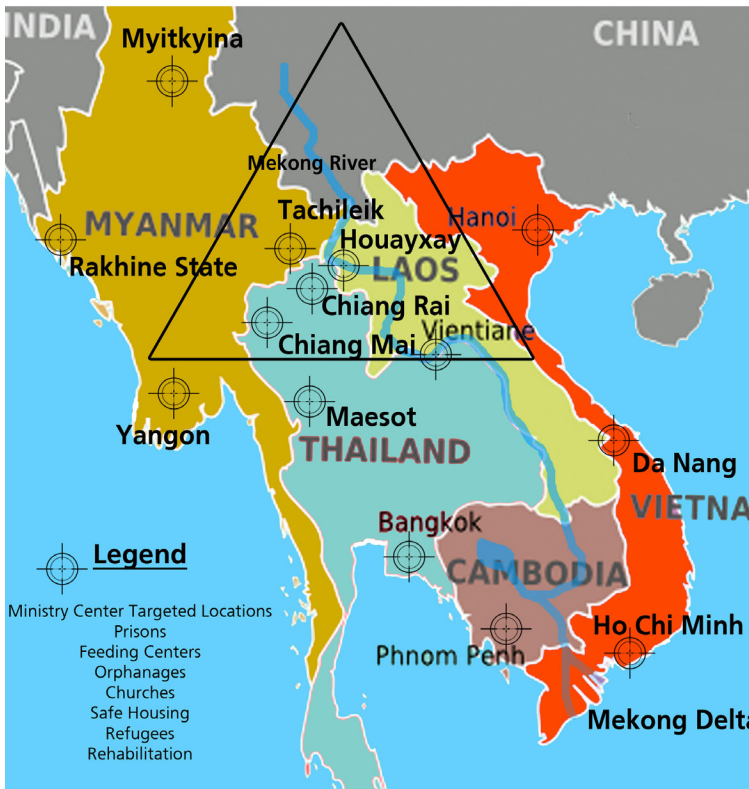 INDIA
CHINA
Myitkyina
Mekong River
Tachileik
Hanoi
MYANMAR
Houayxay
Rakhine State
LAOS
Chiang Rai
Vientiane
Chiang Mai
Maesot
Yangon
THAILAND
Da Nang
VIETNA
Bangkok
Legend
CAMBODIA
Ministry Center Targeted Locations
Prisons
Feeding Centers
Orphanages
Churches
Safe Housing
Refugees
Rehabilitation
Ho Chi Minh
Phnom Penh
Mekong Delta